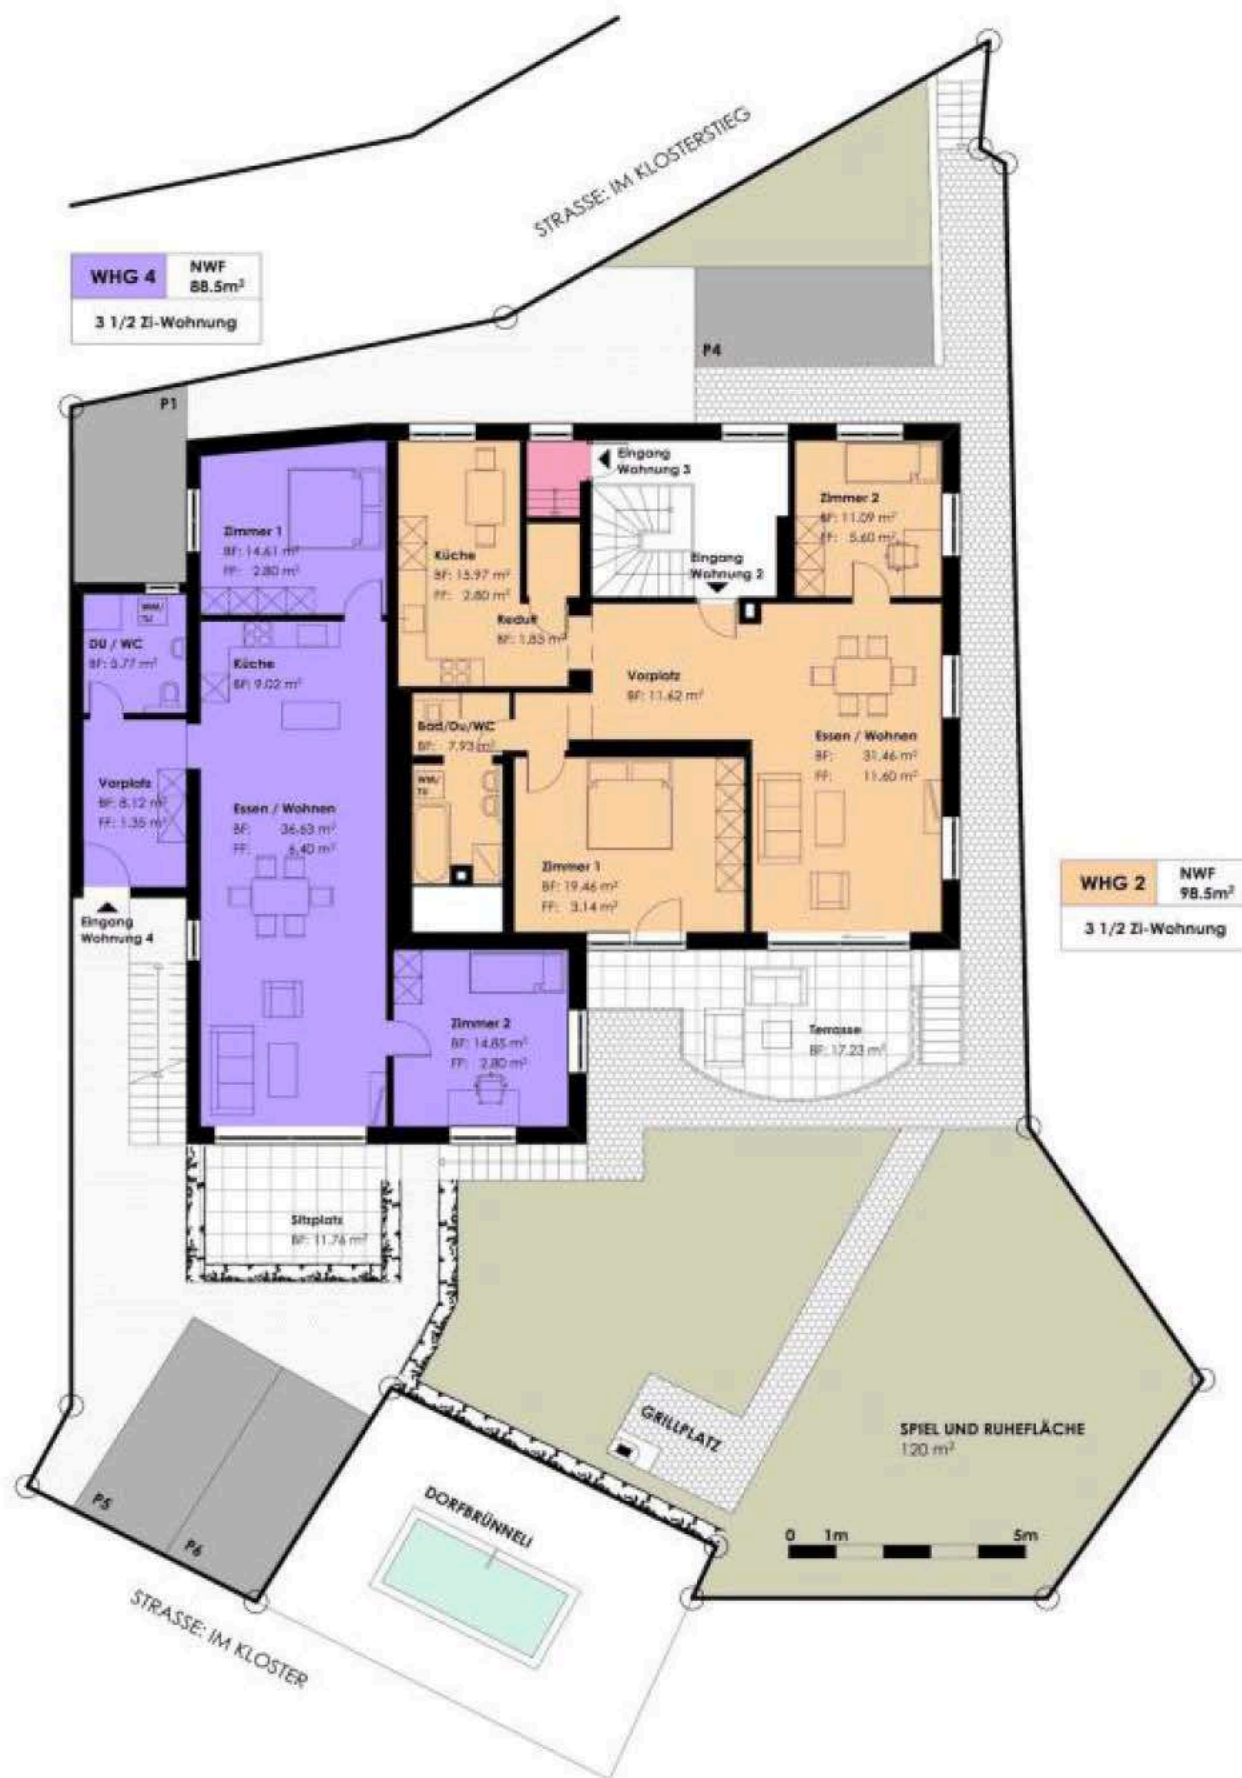 STRASSE: IM KLOSTERSTIEG
WHG 4
NWF
88.5m²
3 1/2 Zi-Wohnung
P4
P1
Eingang
Wohnung 3
Zimmer 1
BF: 14.61 m²
FF: 2.80 m²
Küche
BF: 15.97 m²
FF: 2.80 m²
Zimmer 2
BF: 11.09 m²
FF: 5.60 m²
Eingang
Wohnung 2
Reduit
BF: 1.85 m²
WM/
TU
DU / WC
BF: 5.77 m²
Küche
BF: 9.02 m²
Vorplatz
BF: 11.62 m²
Bad/Du/WC
BF: 7.93 m²
WM/
TU
Essen / Wohnen
BF: 31.46 m²
FF: 11.60 m²
Vorplatz
BF: 8.12 m²
FF: 1.35 m²
Essen / Wohnen
BF: 36.63 m²
FF: 6.40 m²
Zimmer 1
BF: 19.46 m²
FF: 3.14 m²
WHG 2
NWF
98.5m²
3 1/2 Zi-Wohnung
Eingang
Wohnung 4
Zimmer 2
BF: 14.85 m²
FF: 2.80 m²
Terrasse
BF: 17.23 m²
Sitzplatz
BF: 11.76 m²
GRILLPLATZ
SPIEL UND RUHEFLÄCHE
120 m²
P5
P6
DORFBRÜNNELI
0 1m 5m
STRASSE: IM KLOSTER